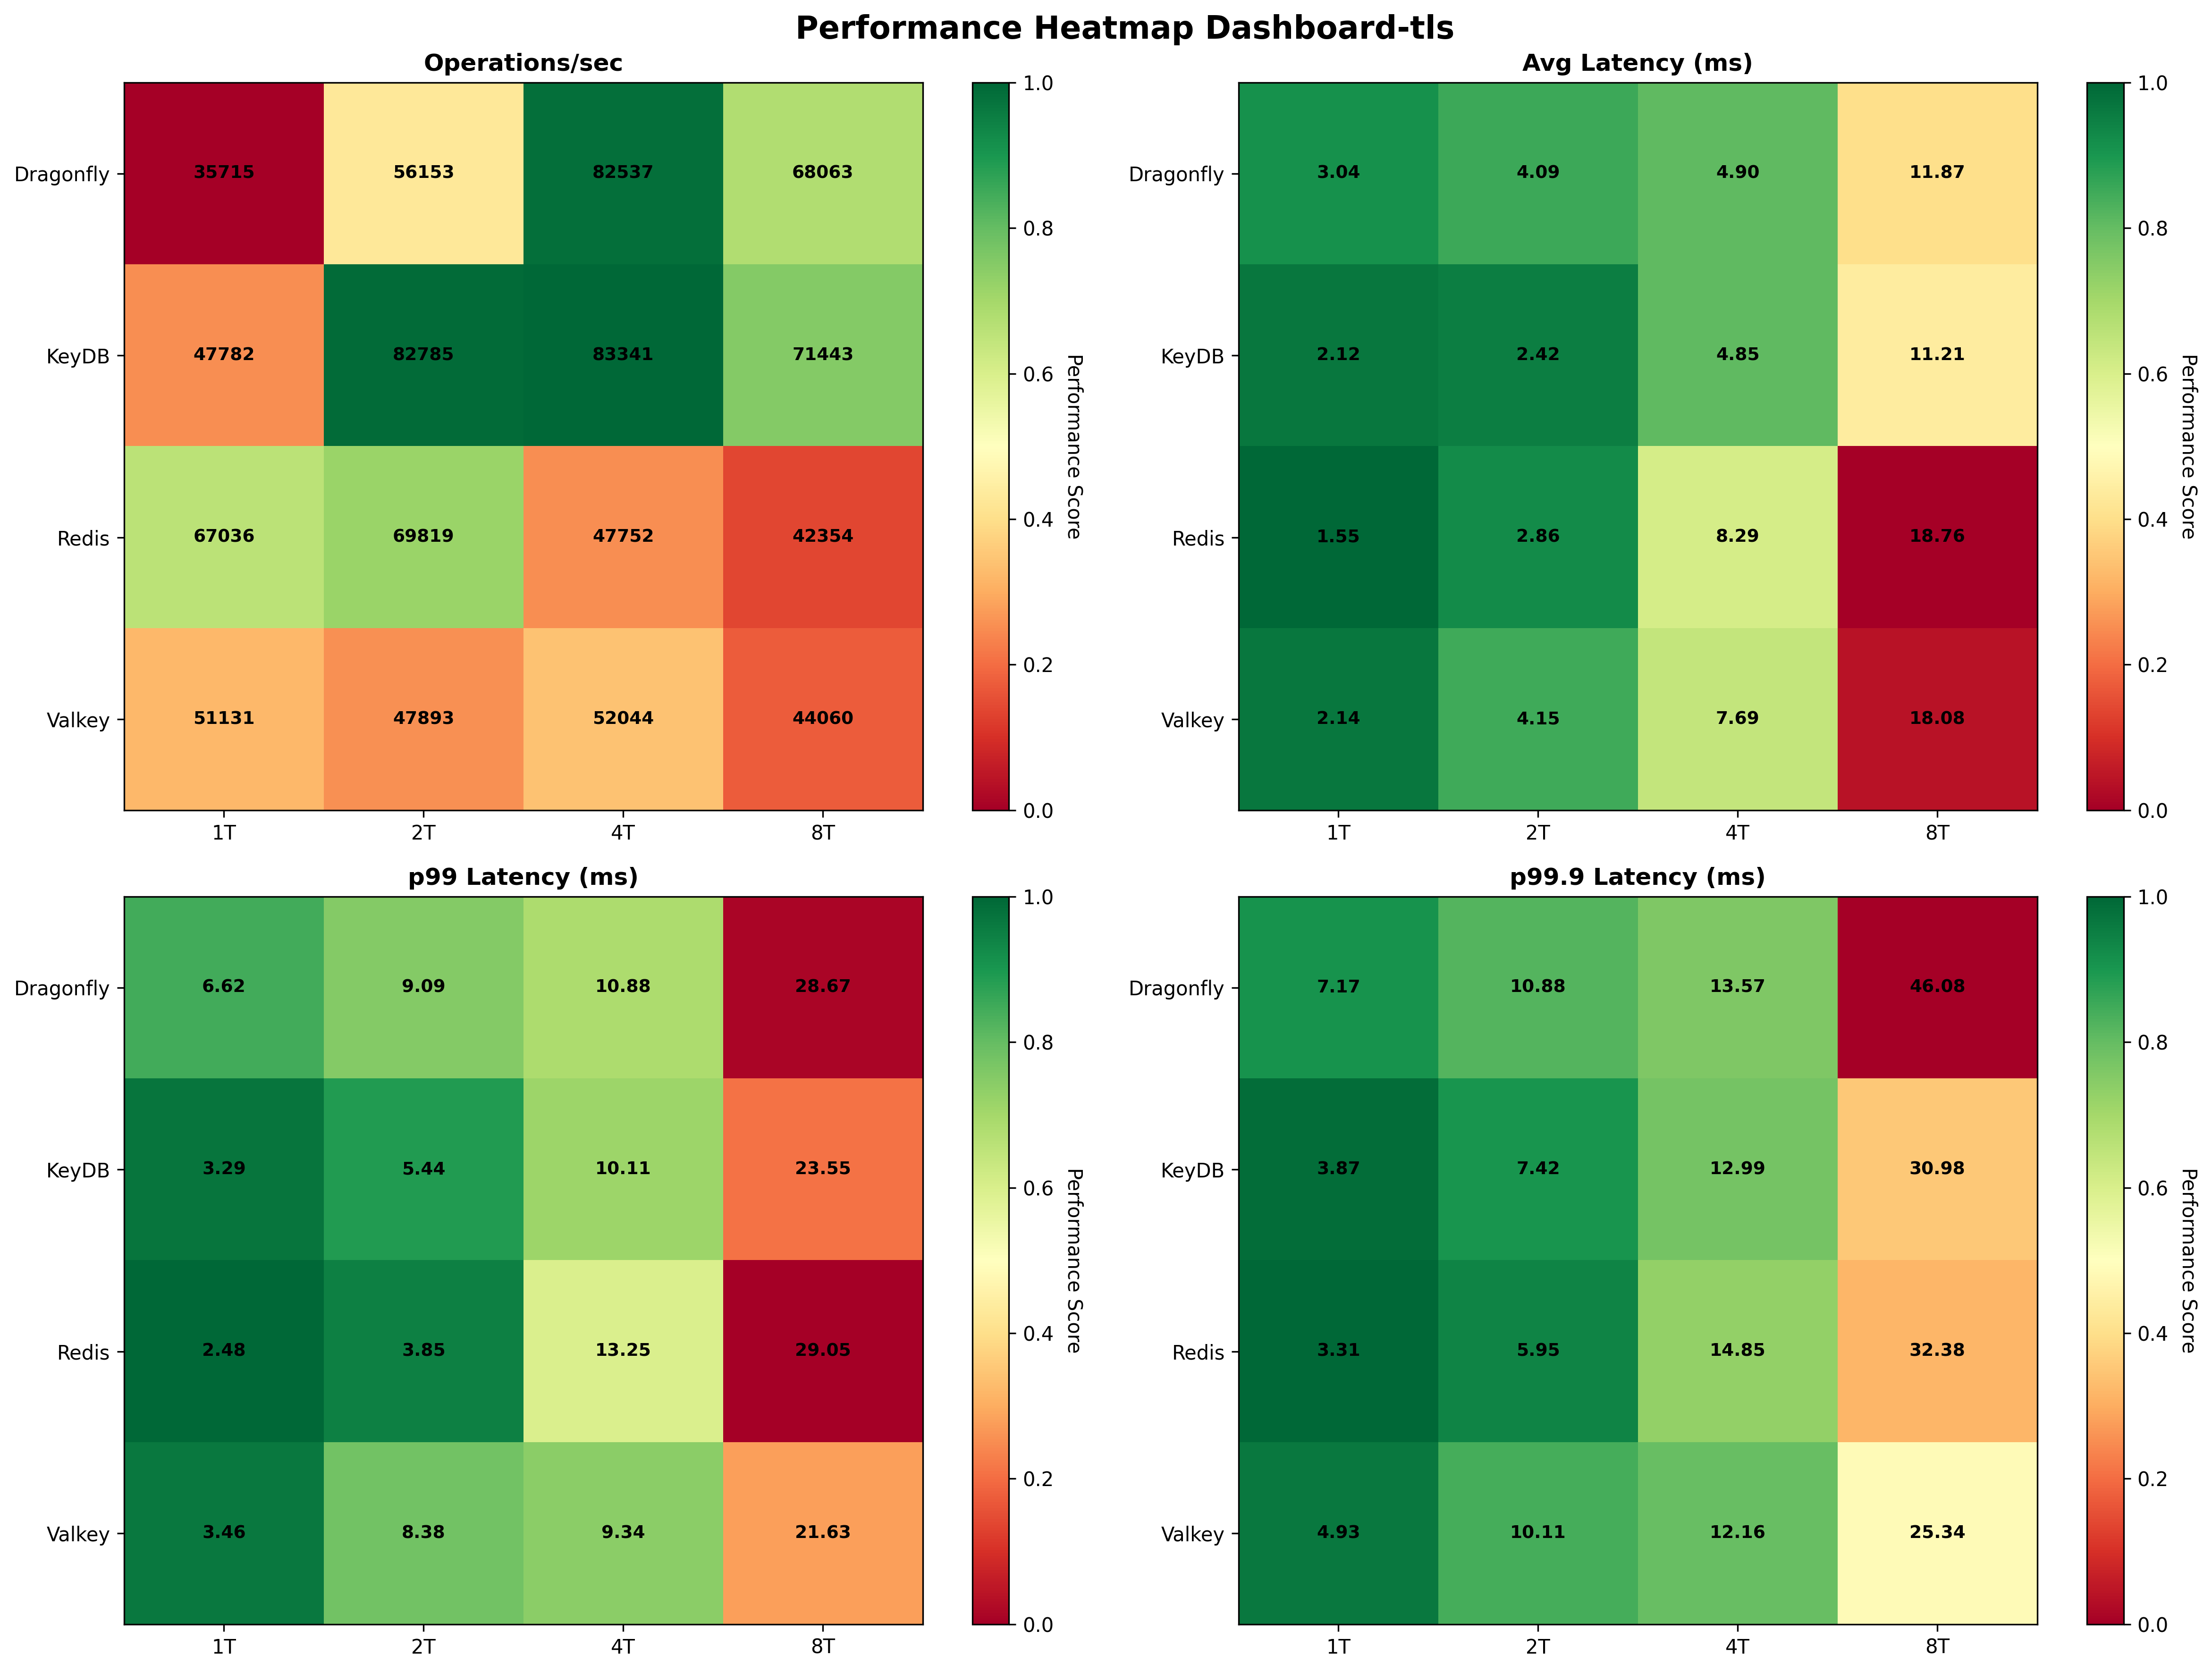 Performance Heatmap Dashboard-tls
Operations/sec
Dragonfly 35715 56153 82537 68063
KeyDB 47782 82785 83341 71443
Redis 67036 69819 47752 42354
Valkey 51131 47893 52044 44060
1T 2T 4T 8T
1.0
0.8
0.6
0.4
0.2
0.0
Performance Score
Avg Latency (ms)
Dragonfly 3.04 4.09 4.90 11.87
KeyDB 2.12 2.42 4.85 11.21
Redis 1.55 2.86 8.29 18.76
Valkey 2.14 4.15 7.69 18.08
1T 2T 4T 8T
1.0
0.8
0.6
0.4
0.2
0.0
Performance Score
p99 Latency (ms)
Dragonfly 6.62 9.09 10.88 28.67
KeyDB 3.29 5.44 10.11 23.55
Redis 2.48 3.85 13.25 29.05
Valkey 3.46 8.38 9.34 21.63
1T 2T 4T 8T
1.0
0.8
0.6
0.4
0.2
0.0
Performance Score
p99.9 Latency (ms)
Dragonfly 7.17 10.88 13.57 46.08
KeyDB 3.87 7.42 12.99 30.98
Redis 3.31 5.95 14.85 32.38
Valkey 4.93 10.11 12.16 25.34
1T 2T 4T 8T
1.0
0.8
0.6
0.4
0.2
0.0
Performance Score